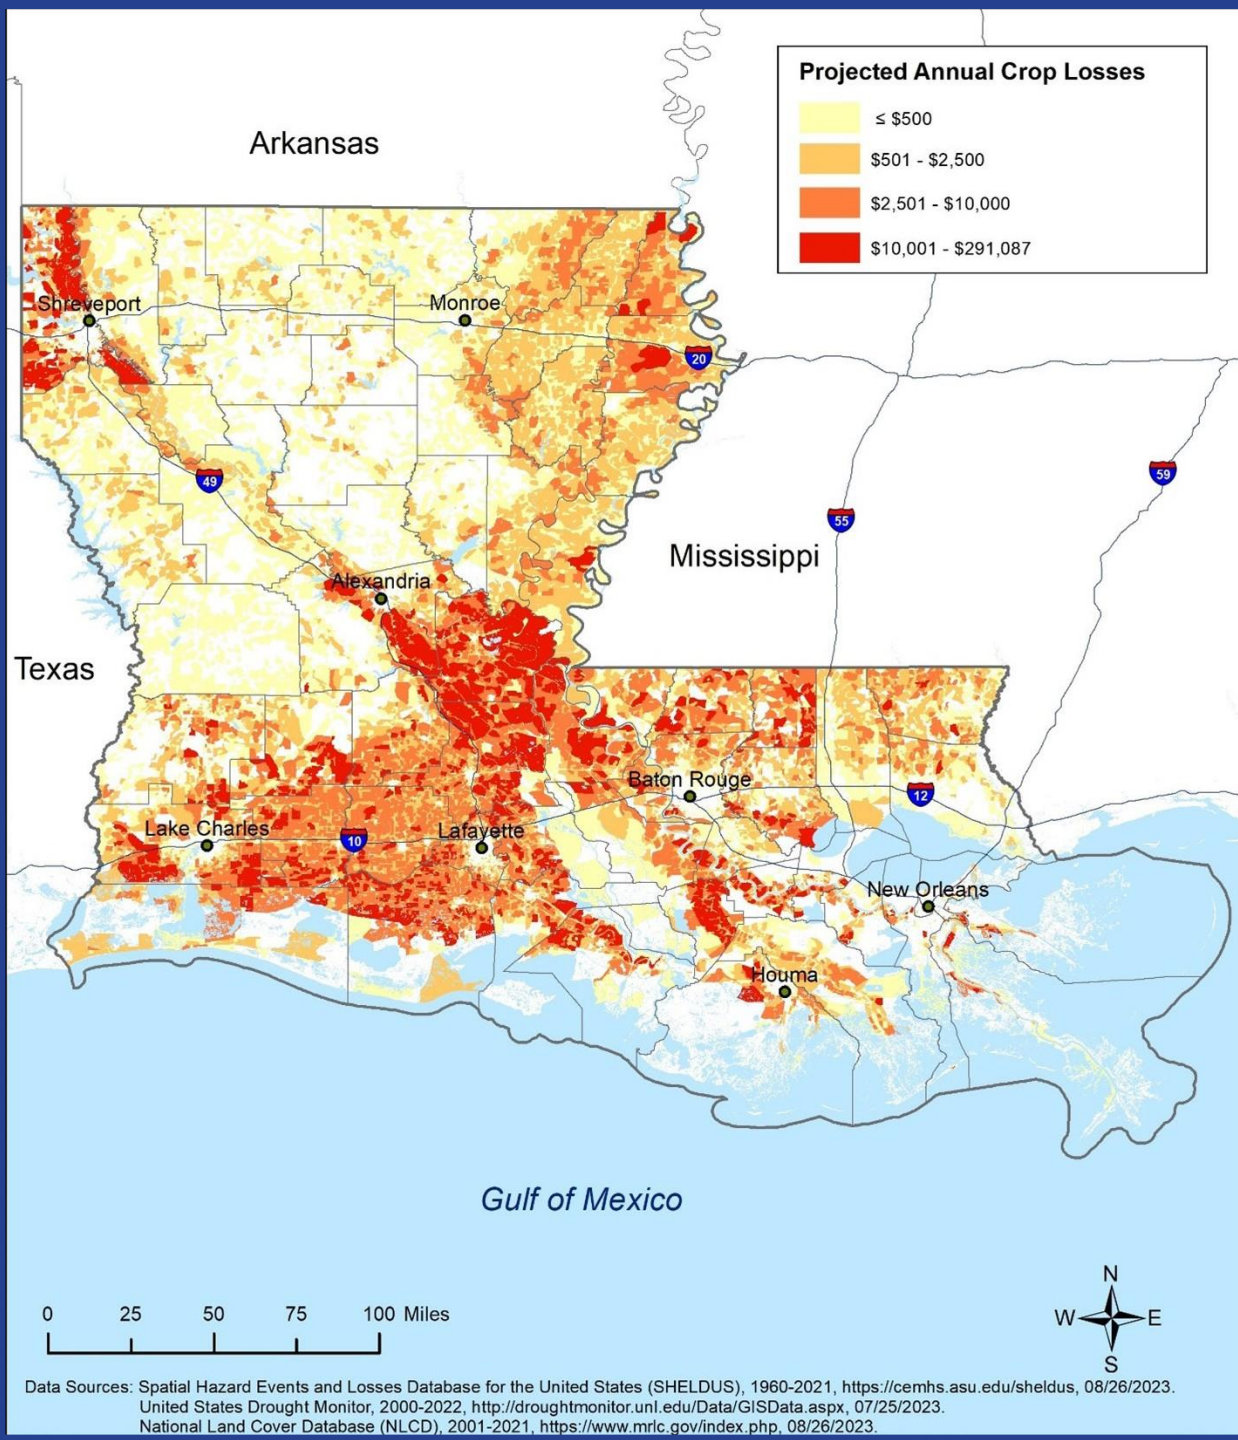 Projected Annual Crop Losses
≤ $500
$501 - $2,500
$2,501 - $10,000
$10,001 - $291,087
Arkansas
Shreveport
Monroe
20
49
59
55
Mississippi
Alexandria
Texas
Baton Rouge
12
Lake Charles
10
Lafayette
New Orleans
Houma
Gulf of Mexico
N
W E
S
0 25 50 75 100 Miles
Data Sources: Spatial Hazard Events and Losses Database for the United States (SHELDUS), 1960-2021, https://cemhs.asu.edu/sheldus, 08/26/2023.
United States Drought Monitor, 2000-2022, http://droughtmonitor.unl.edu/Data/GISData.aspx, 07/25/2023.
National Land Cover Database (NLCD), 2001-2021, https://www.mrlc.gov/index.php, 08/26/2023.